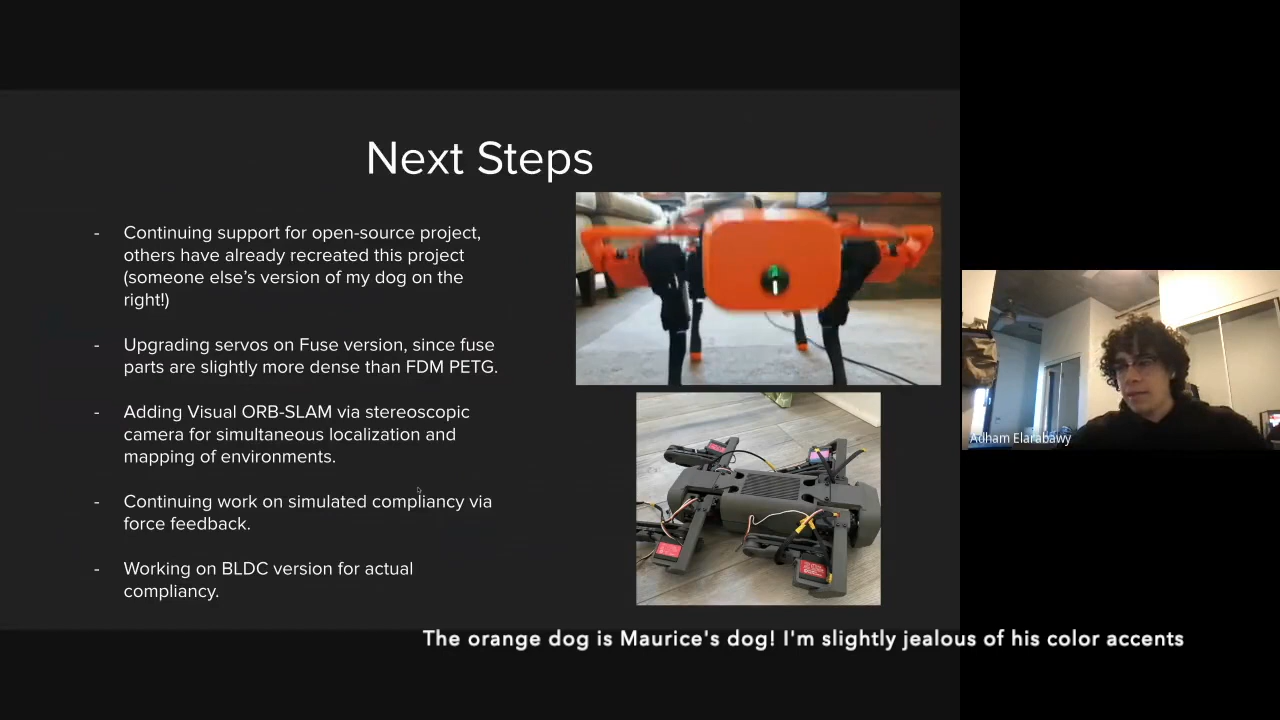 Next Steps
- Continuing support for open-source project,
others have already recreated this project
(someone else’s version of my dog on the
right!)
- Upgrading servos on Fuse version, since fuse
parts are slightly more dense than FDM PETG.
- Adding Visual ORB-SLAM via stereoscopic
camera for simultaneous localization and
mapping of environments.
- Continuing work on simulated compliancy via
force feedback.
- Working on BLDC version for actual
compliancy.
Adham Elarabawy
The orange dog is Maurice's dog! I'm slightly jealous of his color accents